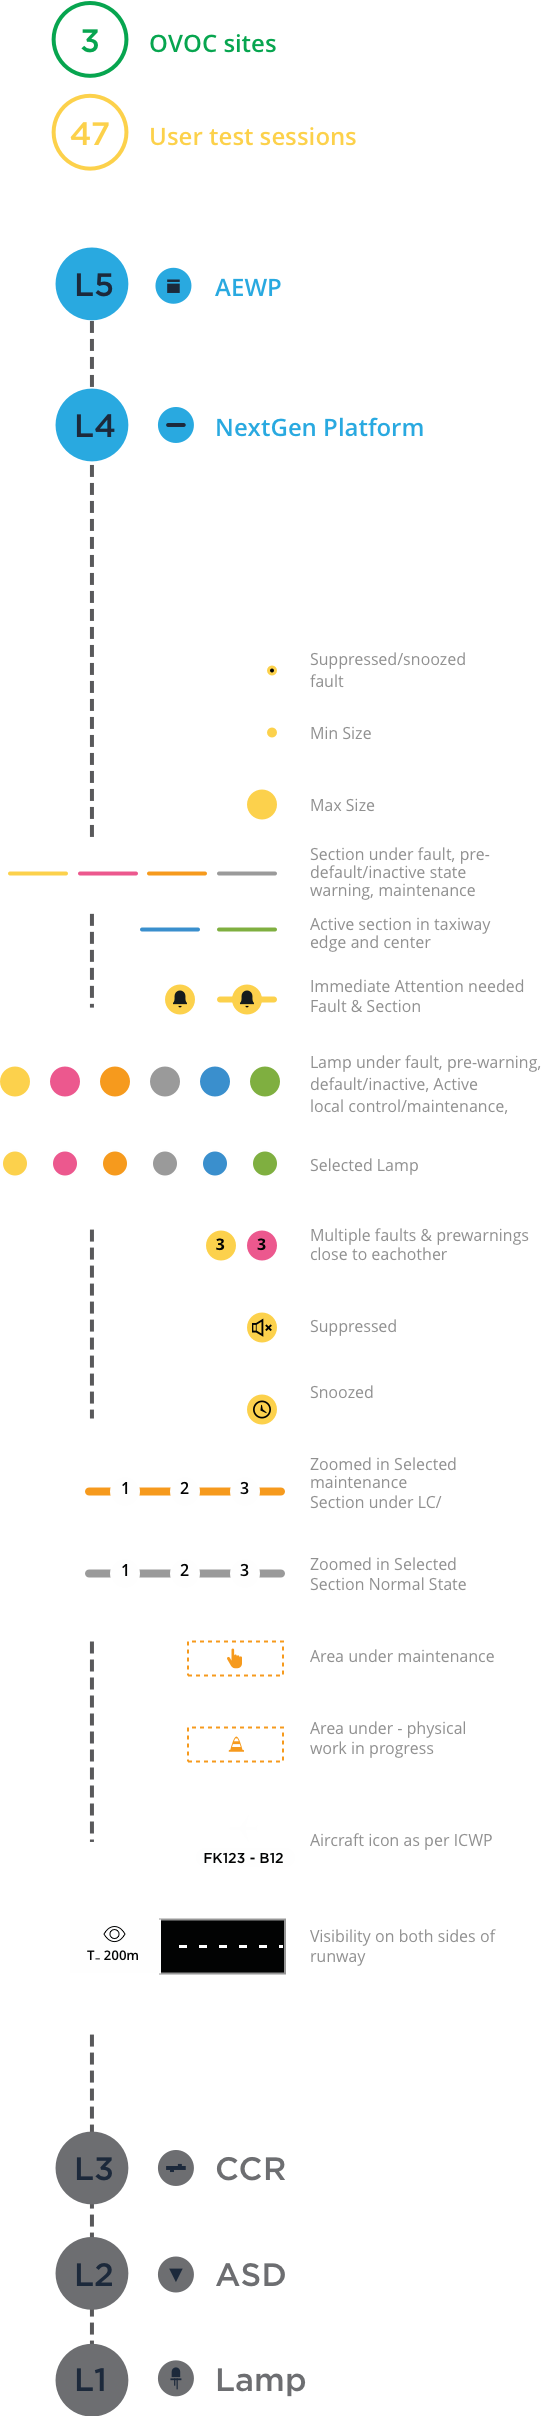 3
OVOC sites
47
User test sessions
L5
AEWP
L4
NextGen Platform
Suppressed/snoozed
fault
Min Size
Max Size
Section under fault, pre-
default/inactive state
warning, maintenance
Active section in taxiway
edge and center
Immediate Attention needed
Fault & Section
Lamp under fault, pre-warning,
default/inactive, Active
local control/maintenance,
Selected Lamp
3 3
Multiple faults & prewarnings
close to eachother
Suppressed
Snoozed
Zoomed in Selected
maintenance
Section under LC/
1 2 3
Zoomed in Selected
Section Normal State
1 2 3
Area under maintenance
Area under - physical
work in progress
Aircraft icon as per ICWP
FK123 - B12
Visibility on both sides of
runway
T- 200m
L3
CCR
L2
ASD
L1
Lamp